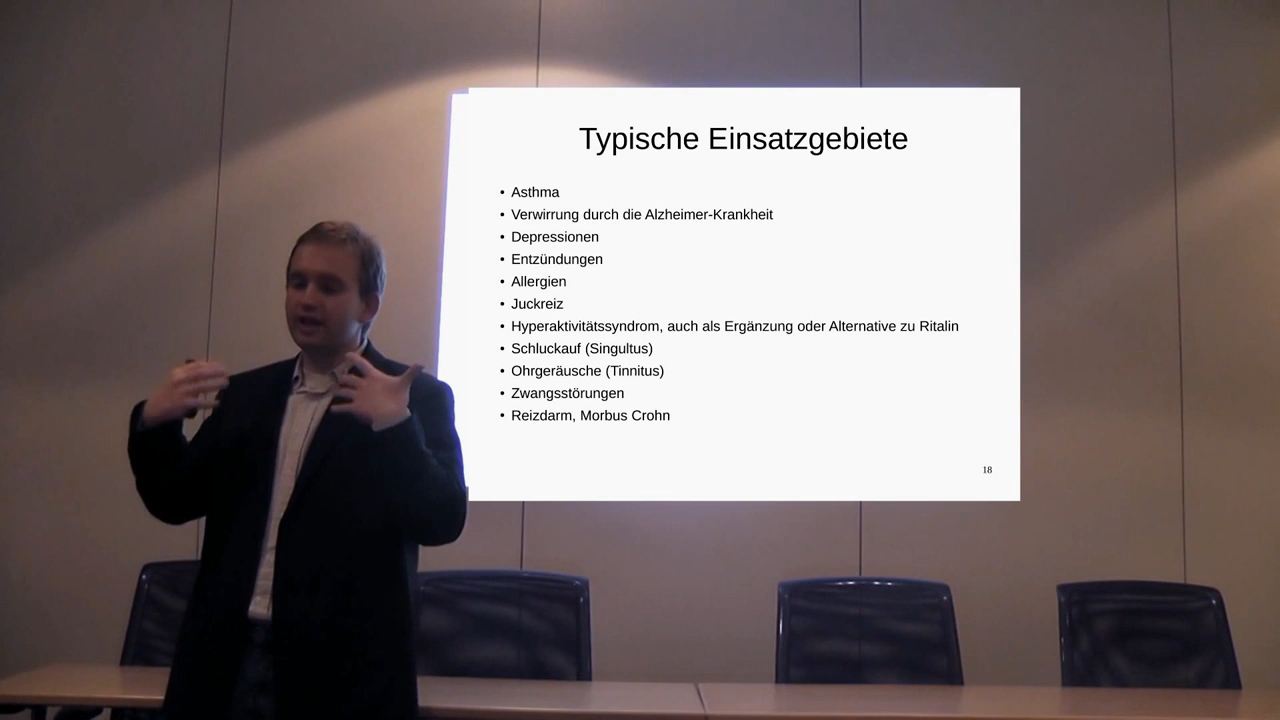 Typische Einsatzgebiete
• Asthma
• Verwirrung durch die Alzheimer-Krankheit
• Depressionen
• Entzündungen
• Allergien
• Juckreiz
• Hyperaktivitätssyndrom, auch als Ergänzung oder Alternative zu Ritalin
• Schluckauf (Singultus)
• Ohrgeräusche (Tinnitus)
• Zwangsstörungen
• Reizdarm, Morbus Crohn
18